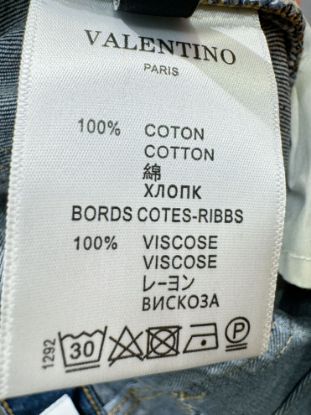 VALENTINO
PARIS
100% COTON
COTTON
綿
ХЛОПК
BORDS COTES-RIBBS
100% VISCOSE
VISCOSE
レーヨン
ВИСКОЗА
1292
30
P